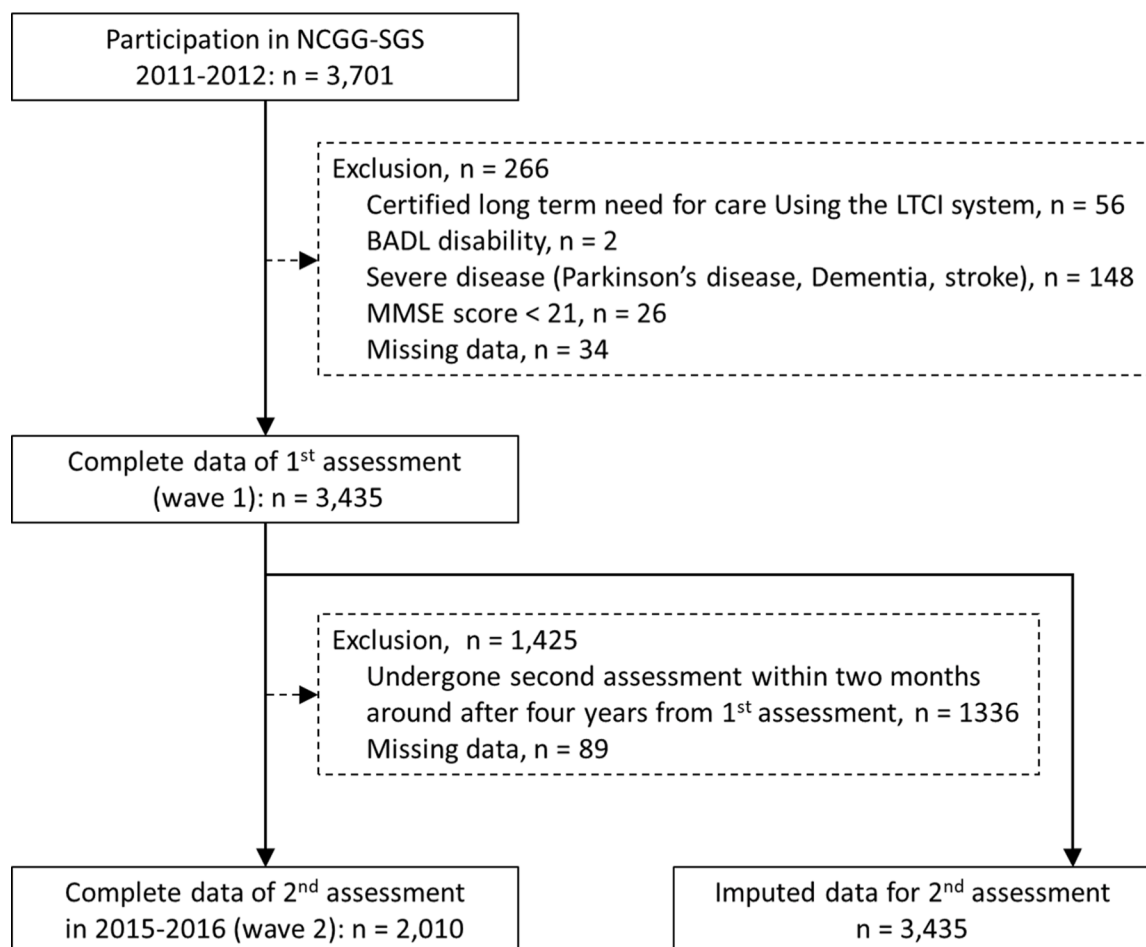 Participation in NCGG-SGS
2011-2012: n = 3,701
Exclusion, n = 266
Certified long term need for care Using the LTCI system, n = 56
BADL disability, n = 2
Severe disease (Parkinson’s disease, Dementia, stroke), n = 148
MMSE score < 21, n = 26
Missing data, n = 34
Complete data of 1st assessment
(wave 1): n = 3,435
Exclusion, n = 1,425
Undergone second assessment within two months
around after four years from 1st assessment, n = 1336
Missing data, n = 89
Complete data of 2nd assessment
in 2015-2016 (wave 2): n = 2,010
Imputed data for 2nd assessment
n = 3,435